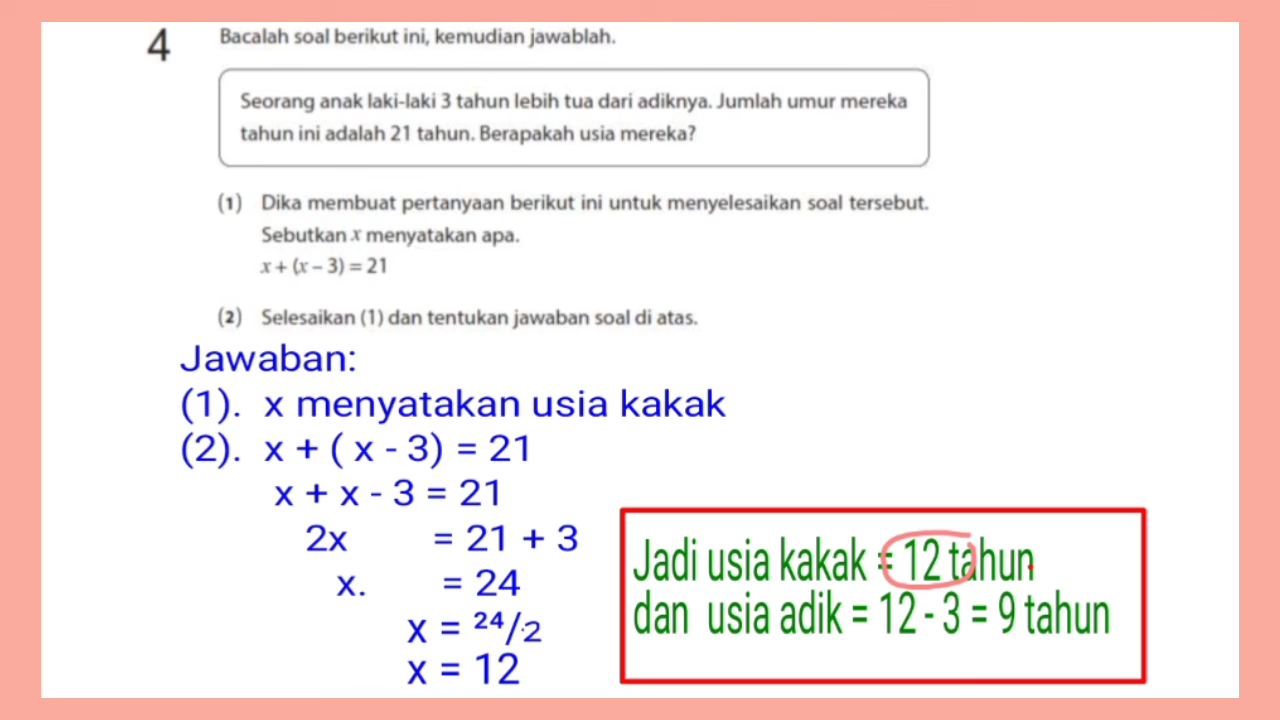 4
Bacalah soal berikut ini, kemudian jawablah.
Seorang anak laki-laki 3 tahun lebih tua dari adiknya. Jumlah umur mereka
tahun ini adalah 21 tahun. Berapakah usia mereka?
(1) Dika membuat pertanyaan berikut ini untuk menyelesaikan soal tersebut.
Sebutkan x menyatakan apa.
x + (x – 3) = 21
(2) Selesaikan (1) dan tentukan jawaban soal di atas.
Jawaban:
(1). x menyatakan usia kakak
(2). x + ( x - 3) = 21
x + x - 3 = 21
2x = 21 + 3
x. = 24
x = ²⁴/2
x = 12
Jadi usia kakak = 12 tahun
dan usia adik = 12 - 3 = 9 tahun